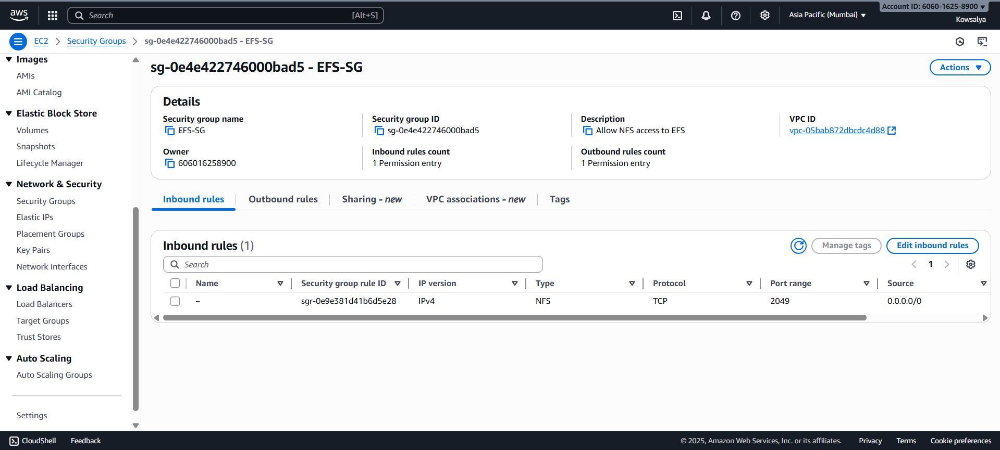 aws
Search [Alt+S]
Asia Pacific (Mumbai)
Account ID: 6060-1625-8900
Kowsalya
EC2 Security Groups sg-0e4e422746000bad5 - EFS-SG
Images
AMIs
AMI Catalog
Elastic Block Store
Volumes
Snapshots
Lifecycle Manager
Network & Security
Security Groups
Elastic IPs
Placement Groups
Key Pairs
Network Interfaces
Load Balancing
Load Balancers
Target Groups
Trust Stores
Auto Scaling
Auto Scaling Groups
Settings
sg-0e4e422746000bad5 - EFS-SG
Actions
Details
Security group name
EFS-SG
Security group ID
sg-0e4e422746000bad5
Description
Allow NFS access to EFS
VPC ID
vpc-05bab872dbcdc4d88
Owner
606016258900
Inbound rules count
1 Permission entry
Outbound rules count
1 Permission entry
Inbound rules Outbound rules Sharing - new VPC associations - new Tags
Inbound rules (1)
Manage tags
Edit inbound rules
Search
1
Name Security group rule ID IP version Type Protocol Port range Source
– sgr-0e9e381d41b6d5e28 IPv4 NFS TCP 2049 0.0.0.0/0
CloudShell Feedback © 2025, Amazon Web Services, Inc. or its affiliates. Privacy Terms Cookie preferences